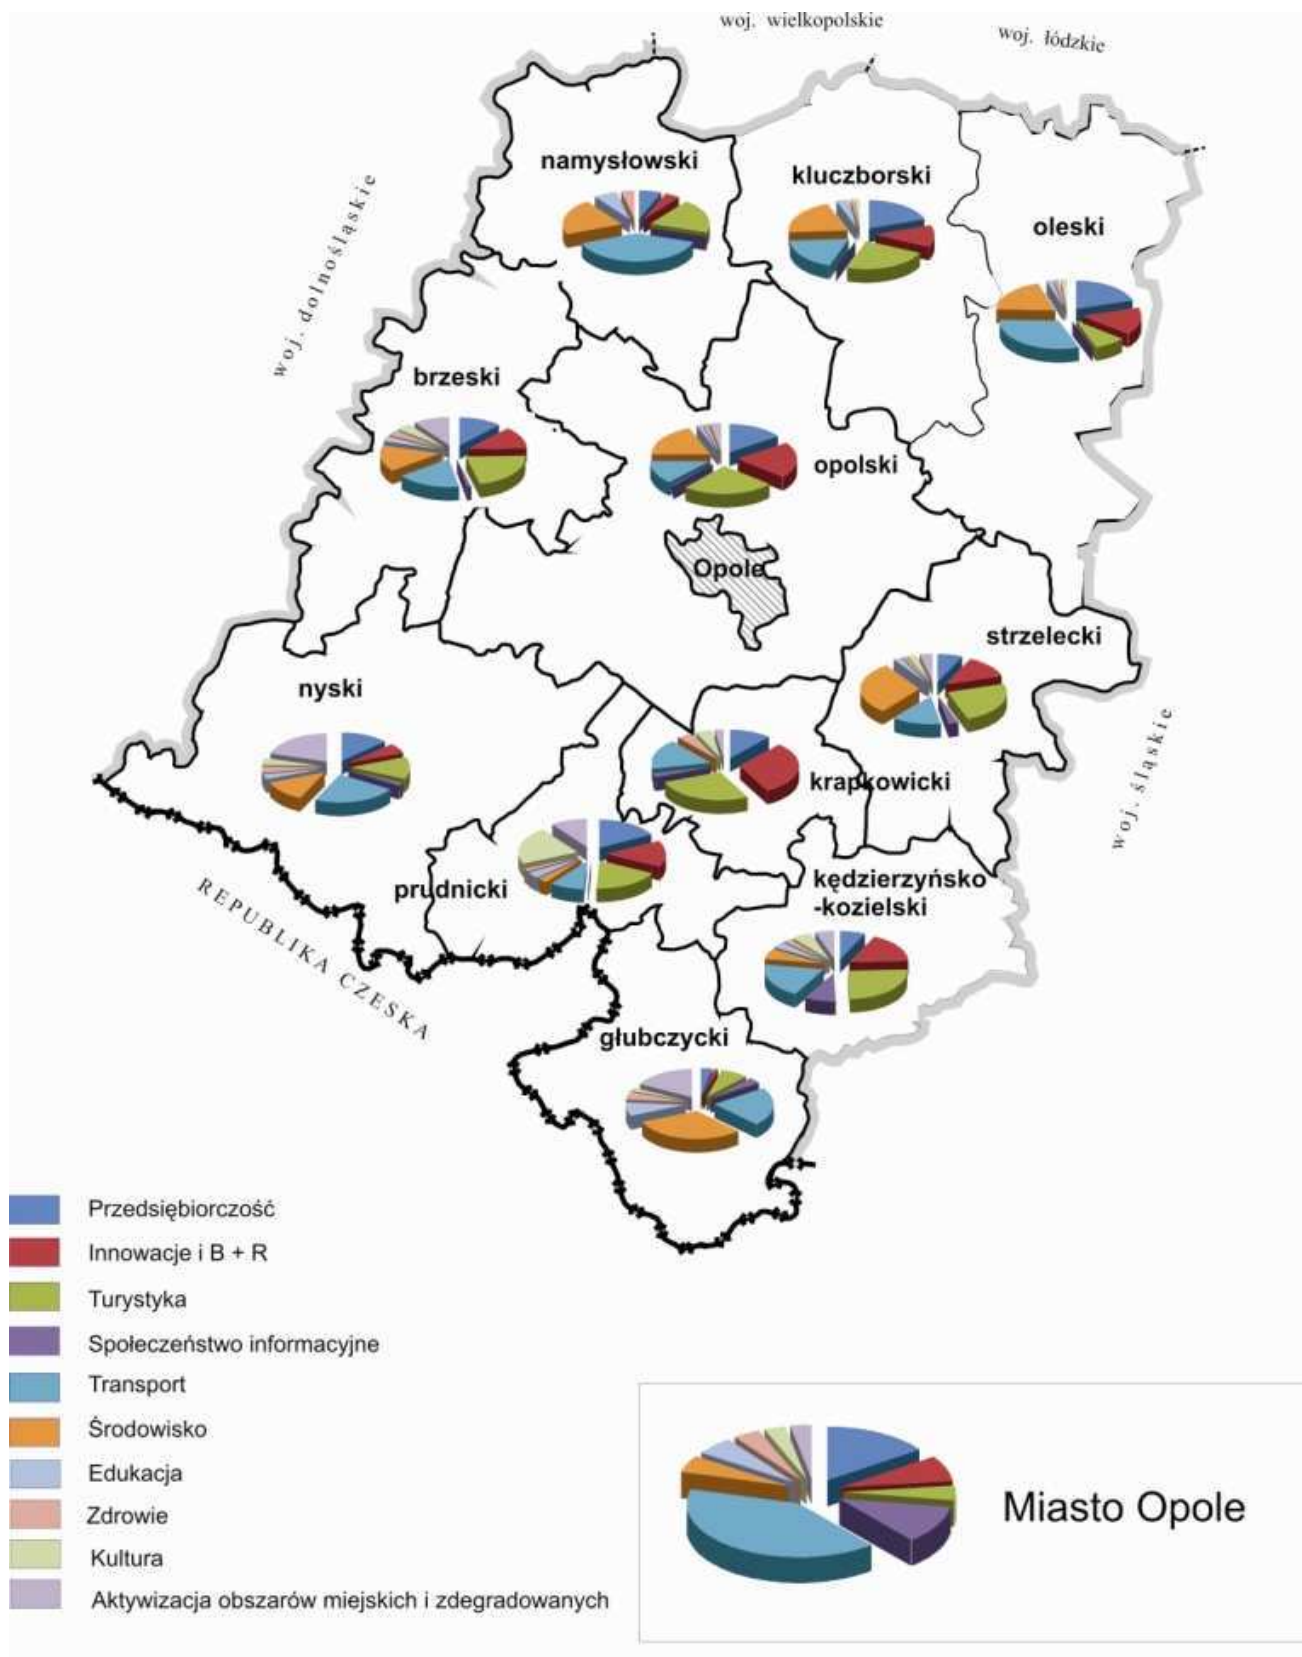 woj. wielkopolskie
woj. łódzkie
namysłowski
kluczborski
oleski
woj. dolnośląskie
brzeski
opolski
Opole
strzelecki
nyski
krapkowicki
woj. śląskie
prudnicki
kędzierzyńsko
-kozielski
REPUBLIKA CZESKA
głubczycki
Przedsiębiorczość
Innowacje i B + R
Turystyka
Społeczeństwo informacyjne
Transport
Środowisko
Edukacja
Zdrowie
Kultura
Aktywizacja obszarów miejskich i zdegradowanych
Miasto Opole